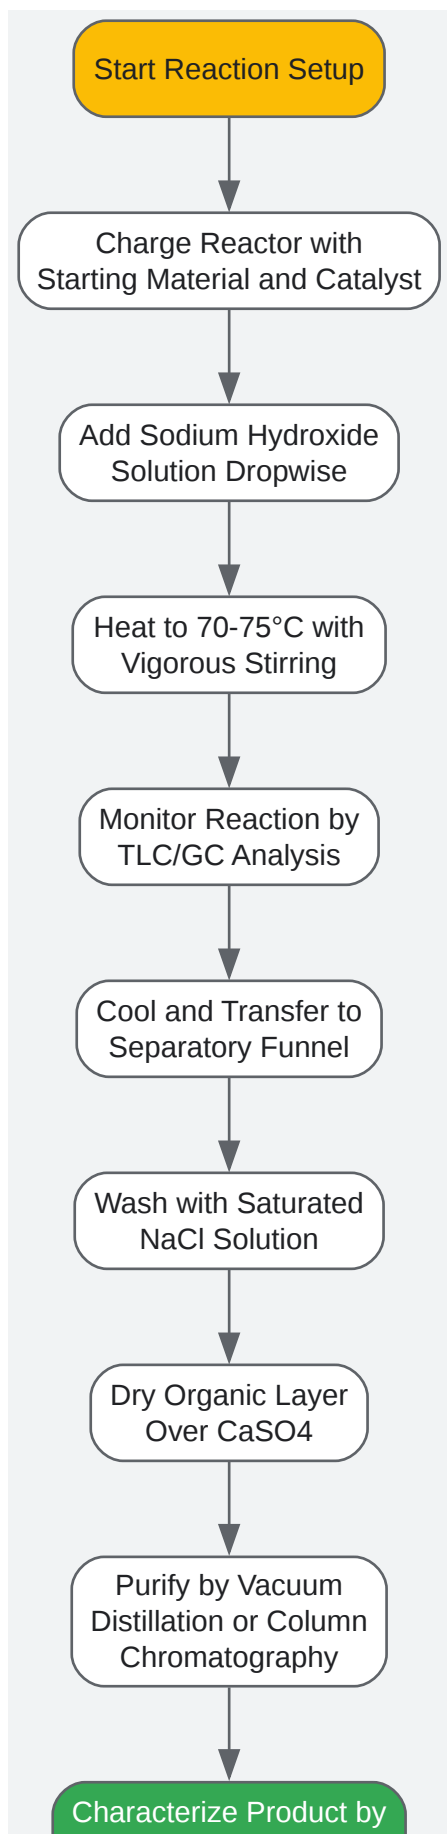 Start Reaction Setup
Charge Reactor with
Starting Material and Catalyst
Add Sodium Hydroxide
Solution Dropwise
Heat to 70-75°C with
Vigorous Stirring
Monitor Reaction by
TLC/GC Analysis
Cool and Transfer to
Separatory Funnel
Wash with Saturated
NaCl Solution
Dry Organic Layer
Over CaSO4
Purify by Vacuum
Distillation or Column
Chromatography
Characterize Product by